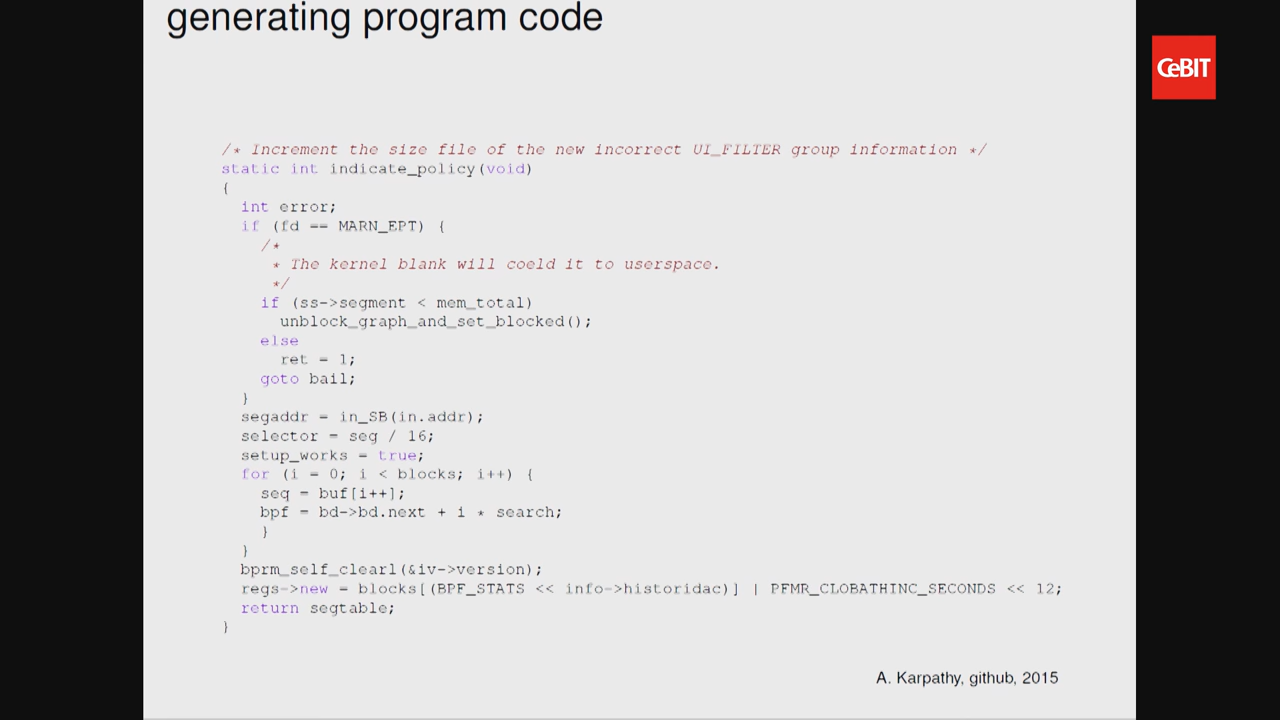 generating program code
CeBIT
/* Increment the size file of the new incorrect UI_FILTER group information */
static int indicate_policy(void)
{
  int error;
  if (fd == MARN_EPT) {
    /*
     * The kernel blank will coeld it to userspace.
     */
    if (ss->segment < mem_total)
      unblock_graph_and_set_blocked();
    else
      ret = 1;
    goto bail;
  }
  segaddr = in_SB(in.addr);
  selector = seg / 16;
  setup_works = true;
  for (i = 0; i < blocks; i++) {
    seq = buf[i++];
    bpf = bd->bd.next + i * search;
    }
  }
  bprm_self_clearl(&iv->version);
  regs->new = blocks[(BPF_STATS << info->historidac)] | PFMR_CLOBATHINC_SECONDS << 12;
  return segtable;
}
A. Karpathy, github, 2015